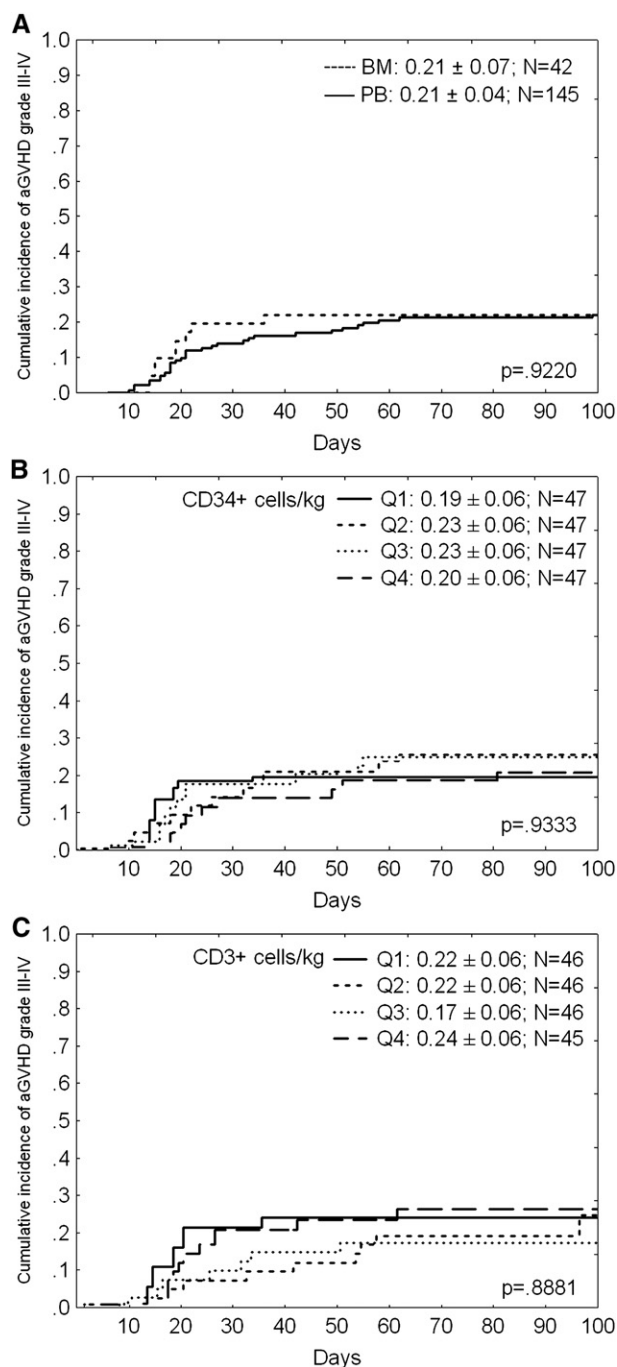 A
Cumulative incidence of aGVHD grade III-IV
1.0
.9
.8
.7
.6
.5
.4
.3
.2
.1
.0
BM: 0.21 ± 0.07; N=42
PB: 0.21 ± 0.04; N=145
p=.9220
10 20 30 40 50 60 70 80 90 100
Days
B
Cumulative incidence of aGVHD grade III-IV
1.0
.9
.8
.7
.6
.5
.4
.3
.2
.1
.0
CD34+ cells/kg
Q1: 0.19 ± 0.06; N=47
Q2: 0.23 ± 0.06; N=47
Q3: 0.23 ± 0.06; N=47
Q4: 0.20 ± 0.06; N=47
p=.9333
10 20 30 40 50 60 70 80 90 100
Days
C
Cumulative incidence of aGVHD grade III-IV
1.0
.9
.8
.7
.6
.5
.4
.3
.2
.1
.0
CD3+ cells/kg
Q1: 0.22 ± 0.06; N=46
Q2: 0.22 ± 0.06; N=46
Q3: 0.17 ± 0.06; N=46
Q4: 0.24 ± 0.06; N=45
p=.8881
10 20 30 40 50 60 70 80 90 100
Days